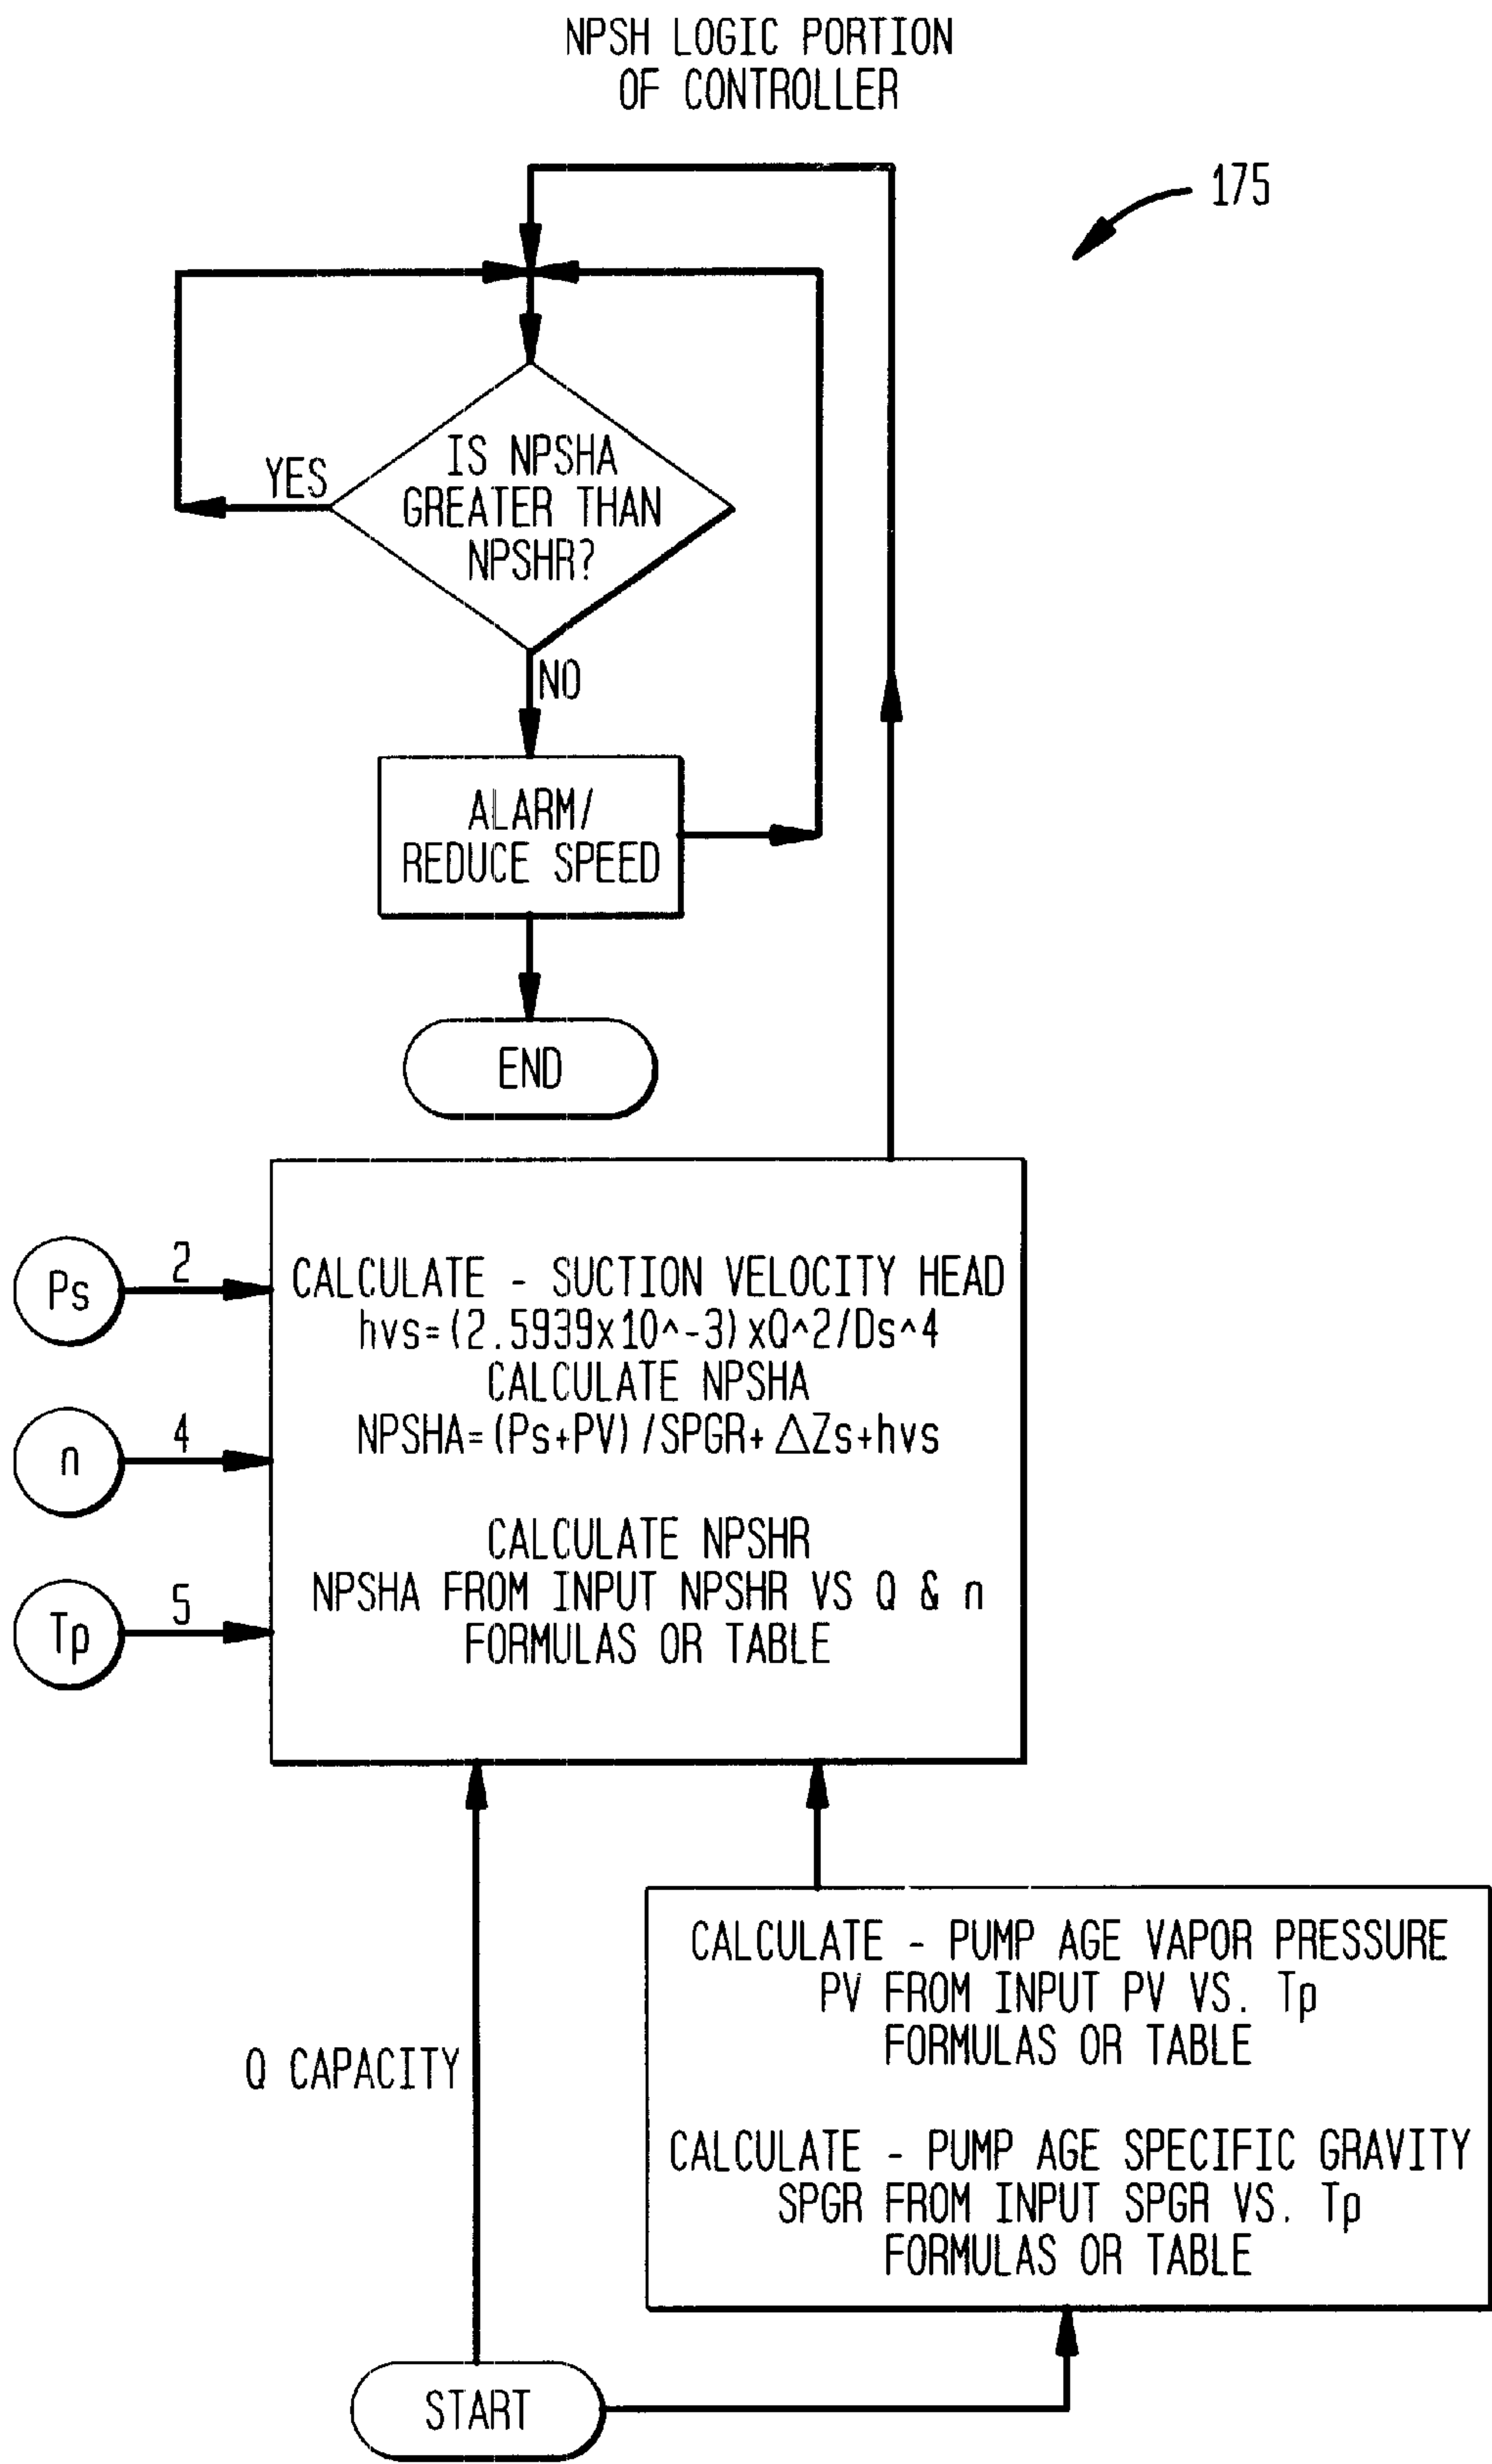 NPSH LOGIC PORTION
OF CONTROLLER
175
IS NPSHA
GREATER THAN
NPSHR?
YES
NO
ALARM/
REDUCE SPEED
END
Ps
2
n
4
Tp
5
CALCULATE - SUCTION VELOCITY HEAD
hvs=(2.5939x10^-3)xQ^2/Ds^4
CALCULATE NPSHA
NPSHA=(Ps+PV)/SPGR+△Zs+hvs
CALCULATE NPSHR
NPSHA FROM INPUT NPSHR VS Q & n
FORMULAS OR TABLE
Q CAPACITY
CALCULATE - PUMP AGE VAPOR PRESSURE
PV FROM INPUT PV VS. Tp
FORMULAS OR TABLE
CALCULATE - PUMP AGE SPECIFIC GRAVITY
SPGR FROM INPUT SPGR VS. Tp
FORMULAS OR TABLE
START